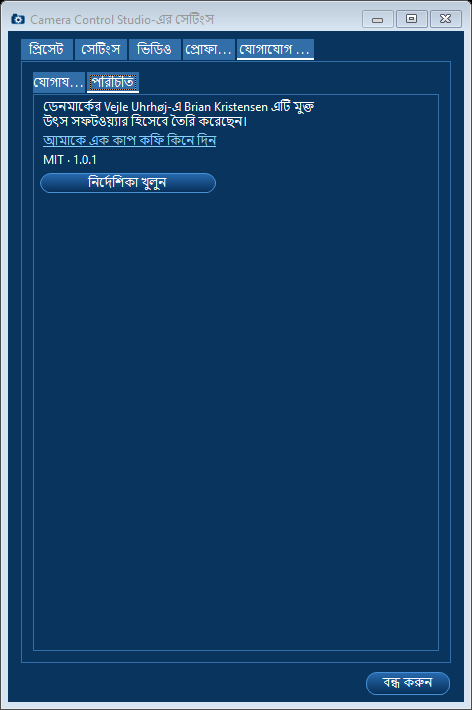 Camera Control Studio-এর সেটিংস
প্রিসেট সেটিংস ভিডিও প্রোফা... যোগাযোগ ...
যোগায... পরিচিতি
ডেনমার্কের Vejle Uhrhøj-এ Brian Kristensen এটি মুক্ত
উৎস সফটওয়্যার হিসেবে তৈরি করেছেন।
আমাকে এক কাপ কফি কিনে দিন
MIT · 1.0.1
নির্দেশিকা খুলুন
বন্ধ করুন